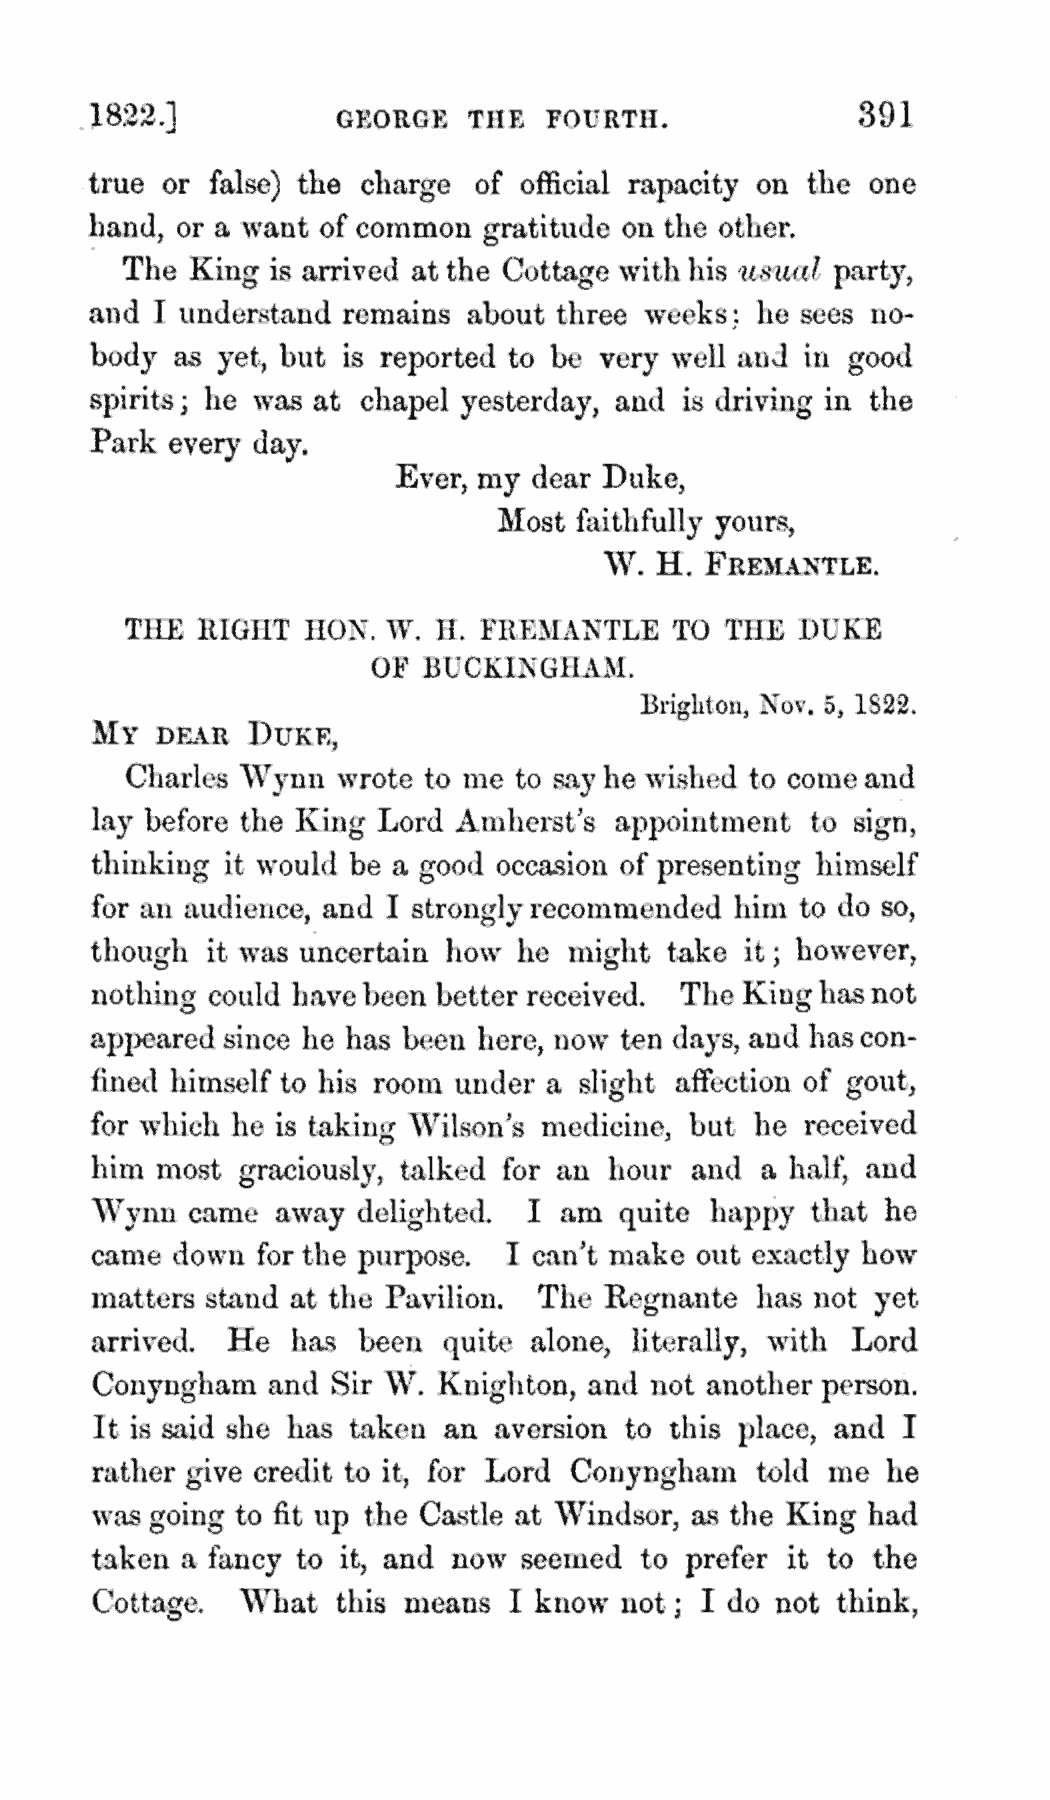 1822.] GEORGE THE FOURTH. 391
true or false) the charge of official rapacity on the one
hand, or a want of common gratitude on the other.
The King is arrived at the Cottage with his usual party,
and I understand remains about three weeks; he sees no-
body as yet, but is reported to be very well and in good
spirits; he was at chapel yesterday, and is driving in the
Park every day.
Ever, my dear Duke,
Most faithfully yours,
W. H. FREMANTLE.
THE RIGHT HON. W. H. FREMANTLE TO THE DUKE
OF BUCKINGHAM.
Brighton, Nov. 5, 1822.
MY DEAR DUKE,
Charles Wynn wrote to me to say he wished to come and
lay before the King Lord Amherst's appointment to sign,
thinking it would be a good occasion of presenting himself
for an audience, and I strongly recommended him to do so,
though it was uncertain how he might take it; however,
nothing could have been better received. The King has not
appeared since he has been here, now ten days, and has con-
fined himself to his room under a slight affection of gout,
for which he is taking Wilson's medicine, but he received
him most graciously, talked for an hour and a half, and
Wynn came away delighted. I am quite happy that he
came down for the purpose. I can't make out exactly how
matters stand at the Pavilion. The Regnante has not yet
arrived. He has been quite alone, literally, with Lord
Conyngham and Sir W. Knighton, and not another person.
It is said she has taken an aversion to this place, and I
rather give credit to it, for Lord Conyngham told me he
was going to fit up the Castle at Windsor, as the King had
taken a fancy to it, and now seemed to prefer it to the
Cottage. What this means I know not; I do not think,